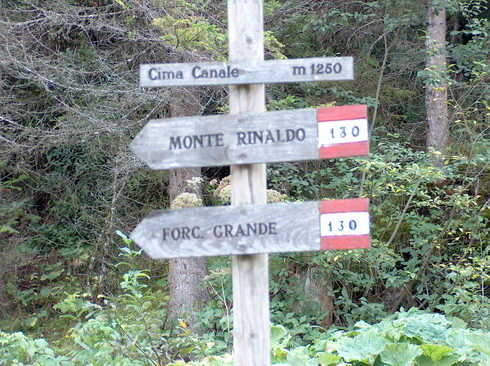 Cima Canale m 1250
MONTE RINALDO 130
FORC. GRANDE 130